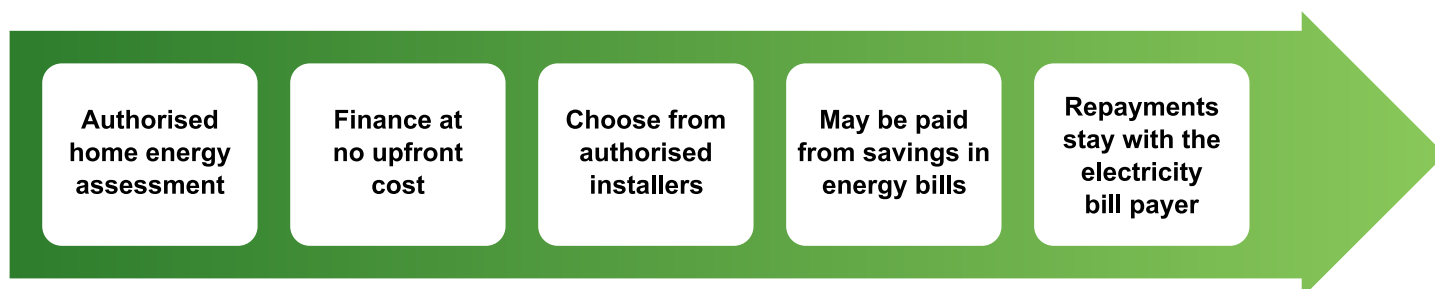 Authorised
home energy
assessment
Finance at
no upfront
cost
Choose from
authorised
installers
May be paid
from savings in
energy bills
Repayments
stay with the
electricity
bill payer